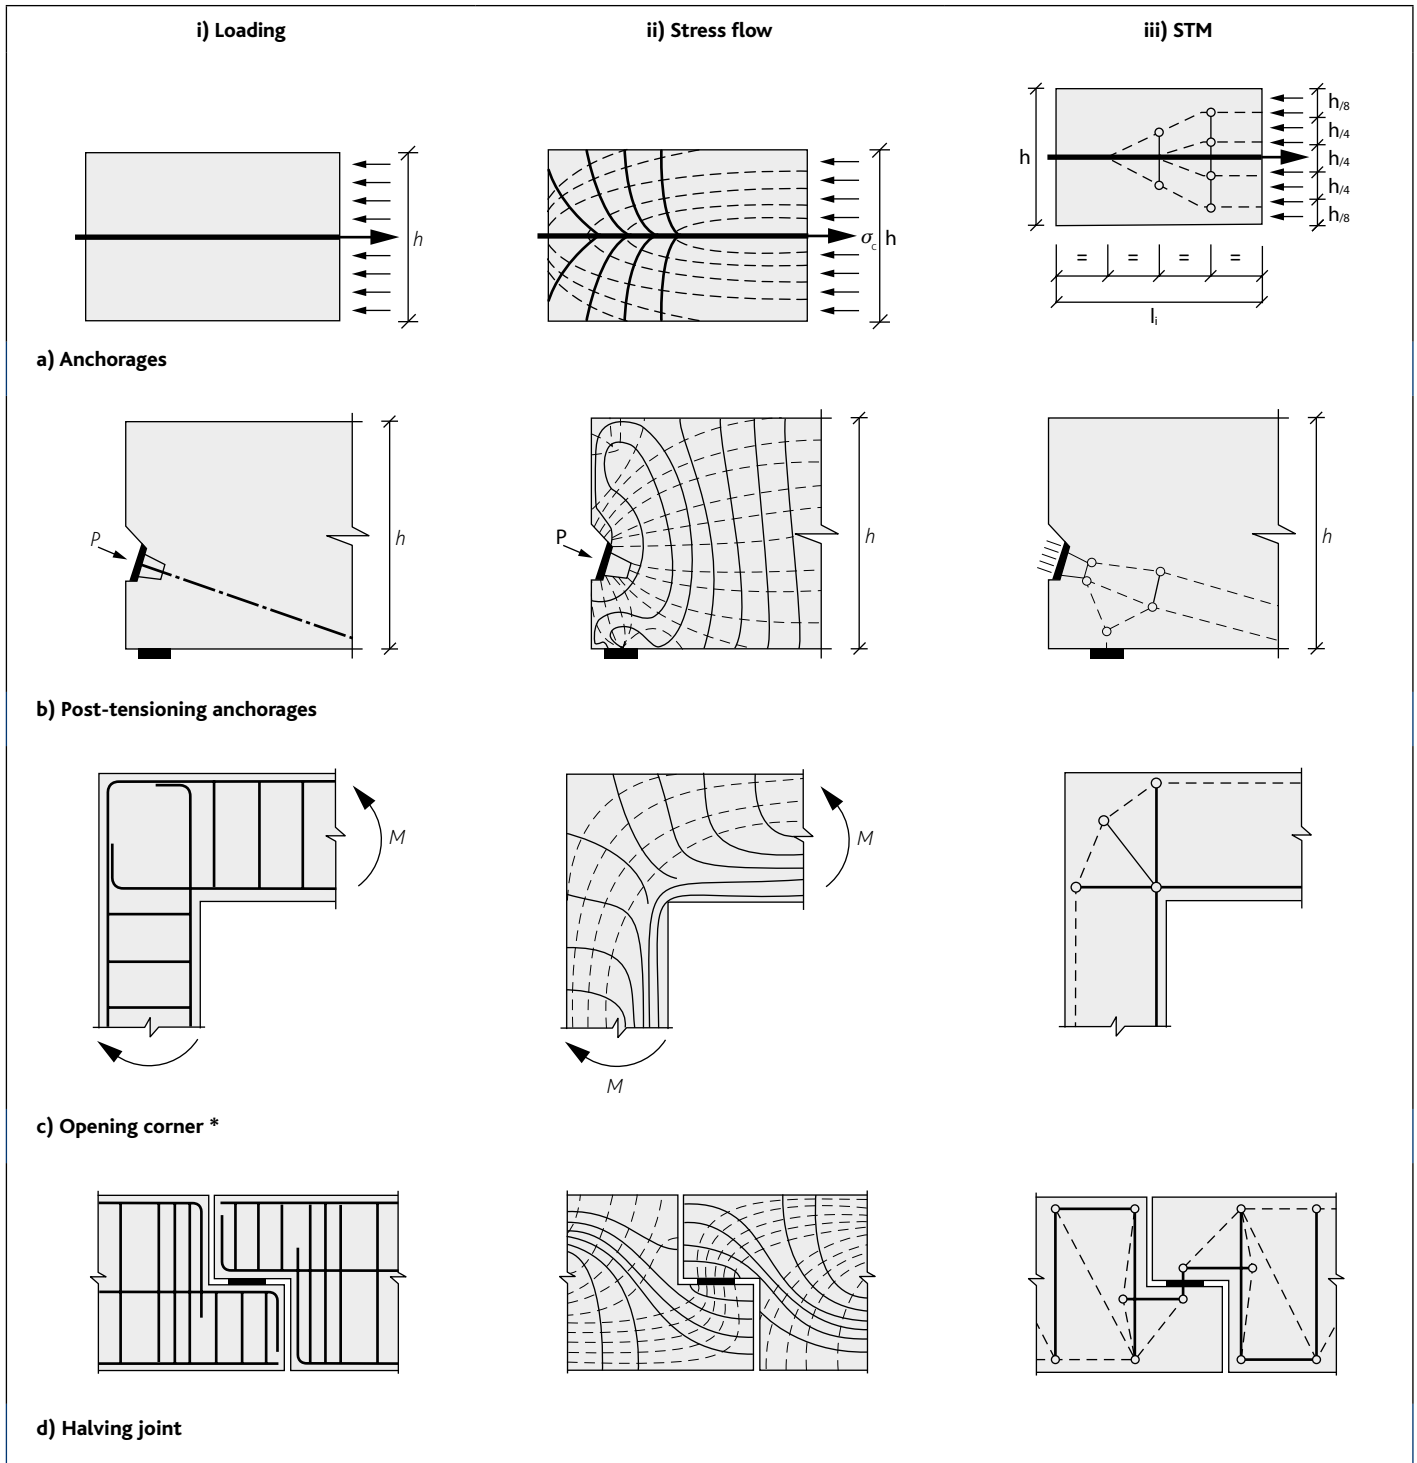 i) Loading
ii) Stress flow
iii) STM
h
σc h
h
h/8
h/4
h/4
h/4
h/8
= = = =
li
a) Anchorages
P
h
P
h
h
b) Post-tensioning anchorages
M
M
M
c) Opening corner *
d) Halving joint